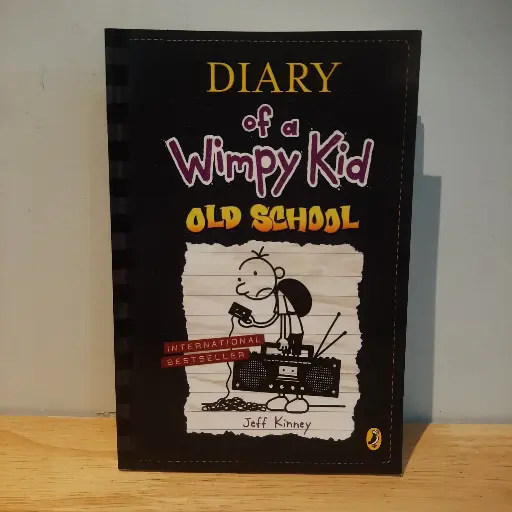 DIARY
of a
Wimpy Kid
OLD SCHOOL
INTERNATIONAL
BESTSELLER
Jeff Kinney